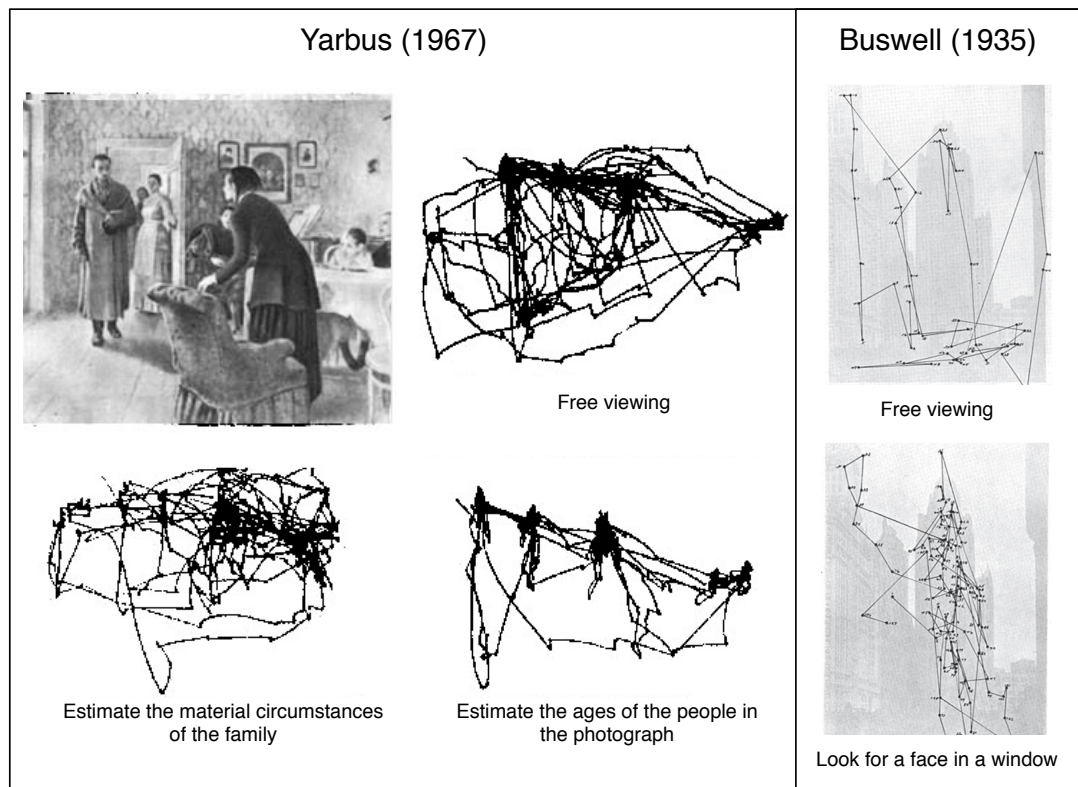 Yarbus (1967)
Buswell (1935)
Free viewing
Free viewing
Estimate the material circumstances
of the family
Estimate the ages of the people in
the photograph
Look for a face in a window